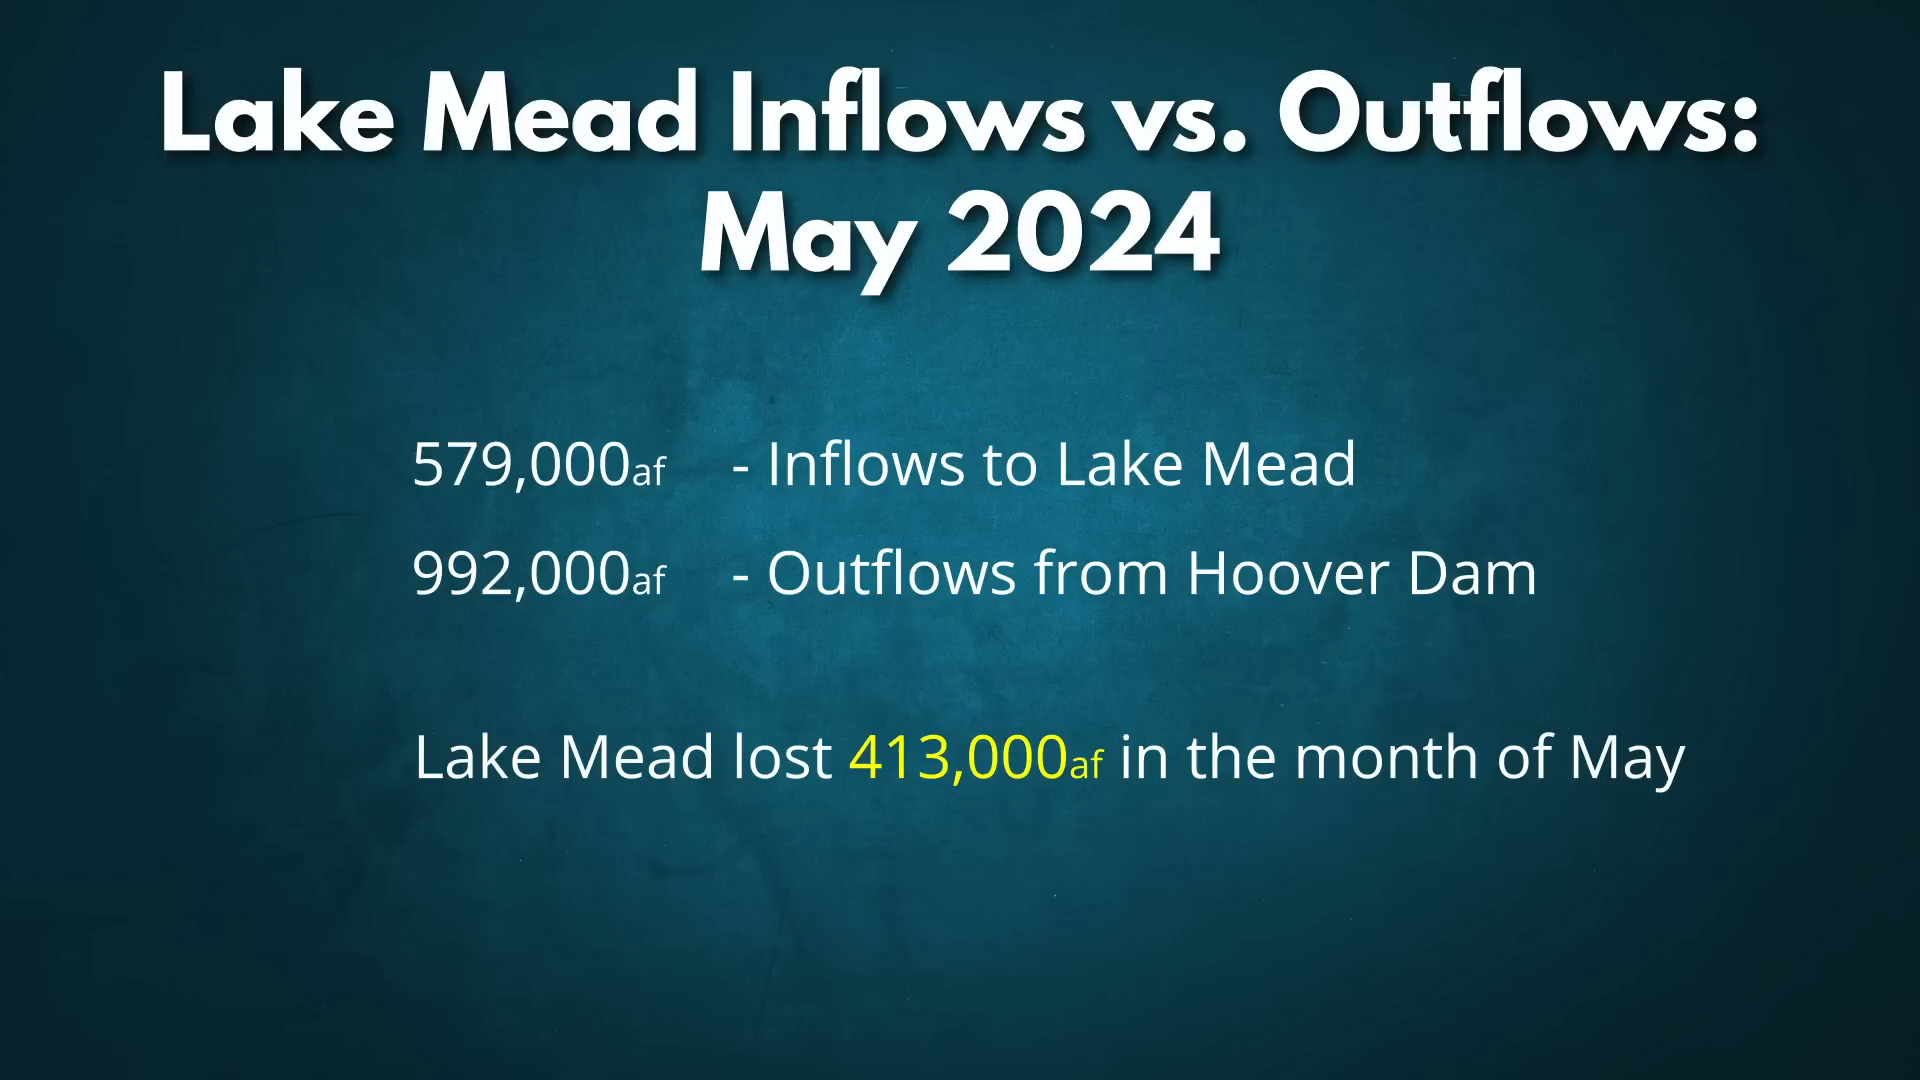 Lake Mead Inflows vs. Outflows:
May 2024
579,000af - Inflows to Lake Mead
992,000af - Outflows from Hoover Dam
Lake Mead lost 413,000af in the month of May